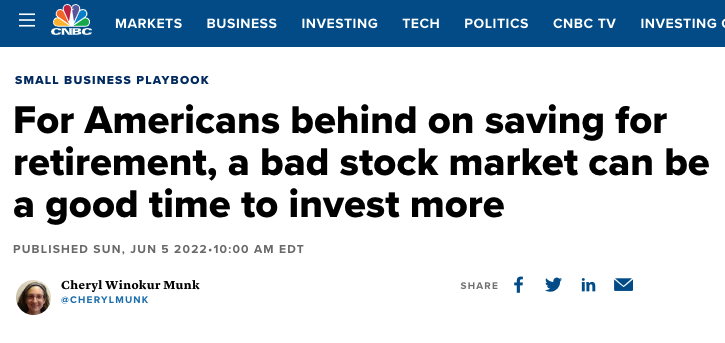 CNBC MARKETS BUSINESS INVESTING TECH POLITICS CNBC TV INVESTING
SMALL BUSINESS PLAYBOOK
For Americans behind on saving for
retirement, a bad stock market can be
a good time to invest more
PUBLISHED SUN, JUN 5 2022•10:00 AM EDT
Cheryl Winokur Munk
@CHERYLMUNK
SHARE